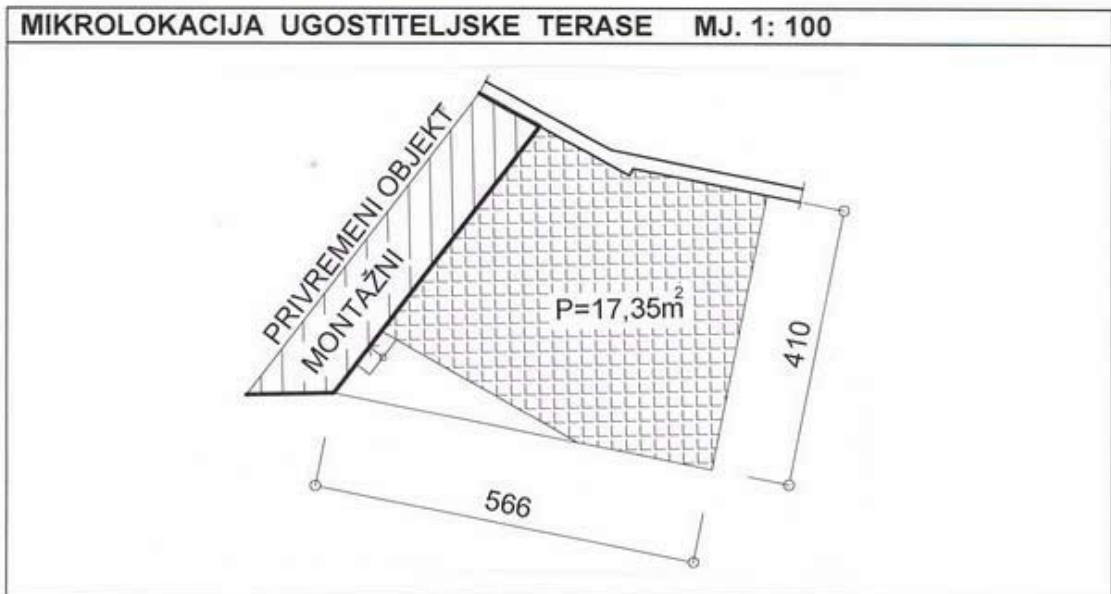 MIKROLOKACIJA UGOSTITELJSKE TERASE MJ. 1: 100
PRIVREMENI OBJEKT
MONTAŽNI
P=17,35m²
410
566